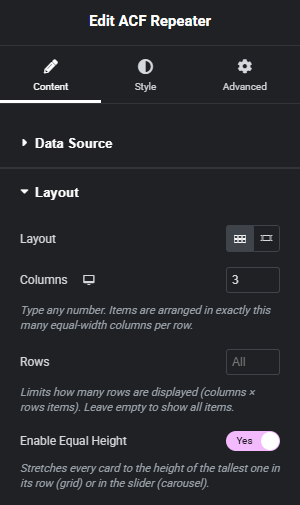 Edit ACF Repeater
Content
Style
Advanced
Data Source
Layout
Layout
Columns
3
Type any number. Items are arranged in exactly this
many equal-width columns per row.
Rows
All
Limits how many rows are displayed (columns ×
rows items). Leave empty to show all items.
Enable Equal Height
Yes
Stretches every card to the height of the tallest one in
its row (grid) or in the slider (carousel).